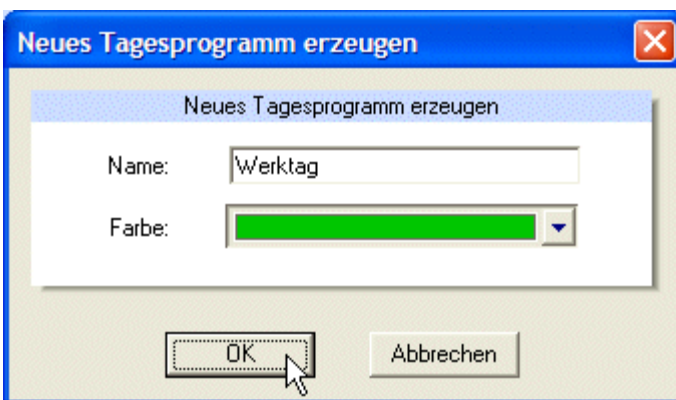 Neues Tagesprogramm erzeugen
Neues Tagesprogramm erzeugen
Name: Werktag
Farbe:
OK Abbrechen